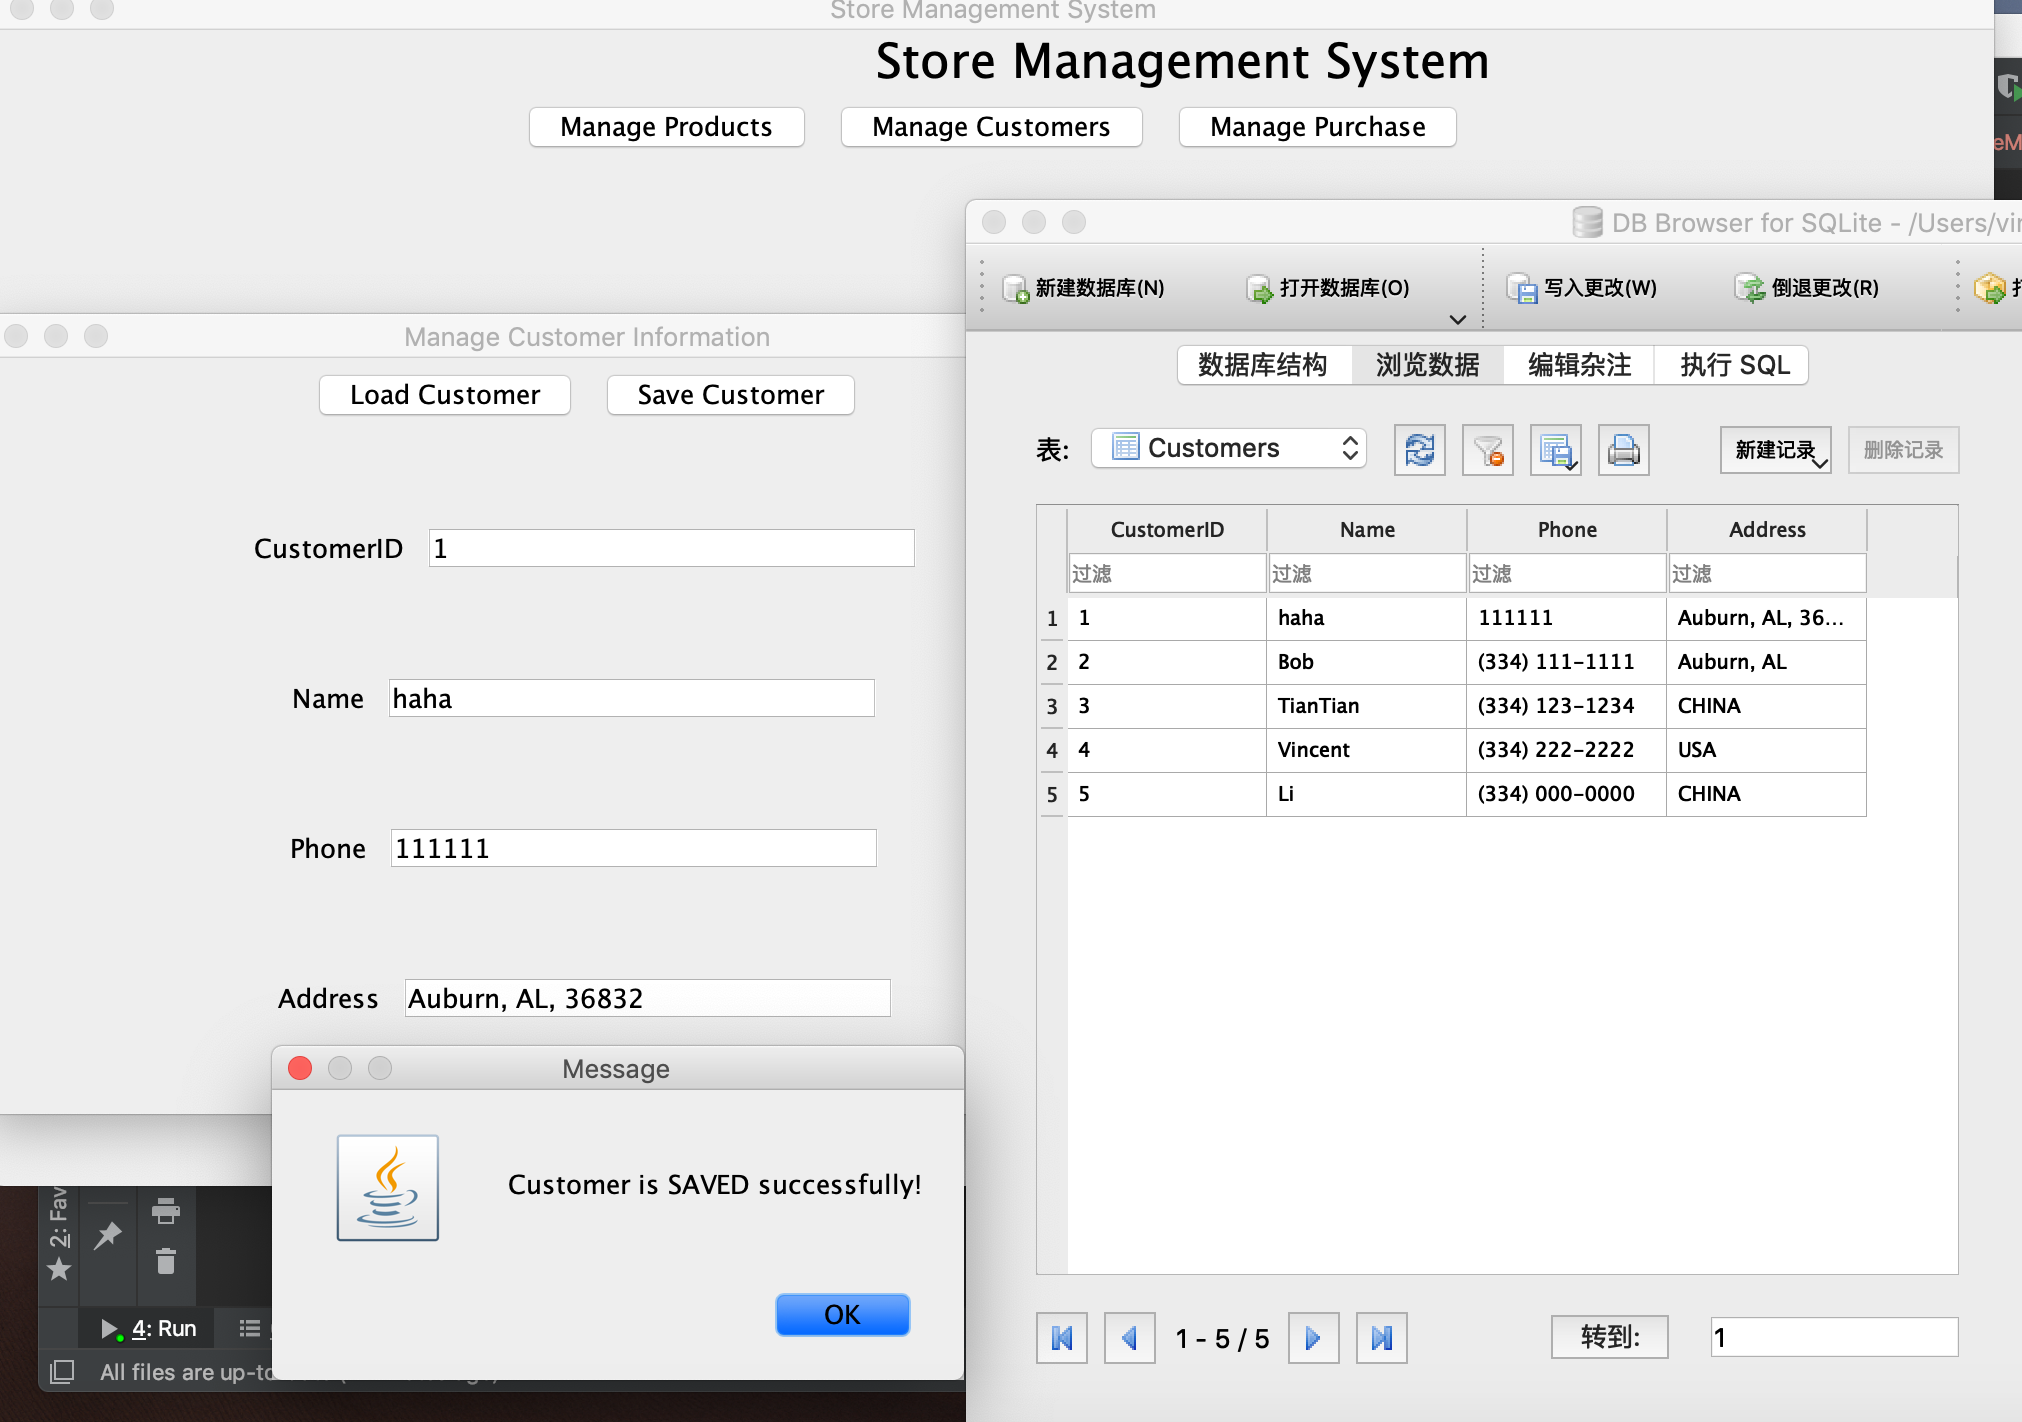 Store Management System
Store Management System
Manage Products
Manage Customers
Manage Purchase
eM
DB Browser for SQLite - /Users/vir
新建数据库(N)
打开数据库(O)
写入更改(W)
倒退更改(R)
数据库结构
浏览数据
编辑杂注
执行 SQL
表:
Customers
新建记录
删除记录
CustomerID Name Phone Address
过滤 过滤 过滤 过滤
1 1 haha 111111 Auburn, AL, 36...
2 2 Bob (334) 111-1111 Auburn, AL
3 3 TianTian (334) 123-1234 CHINA
4 4 Vincent (334) 222-2222 USA
5 5 Li (334) 000-0000 CHINA
1 - 5 / 5
转到:
1
Manage Customer Information
Load Customer
Save Customer
CustomerID 1
Name haha
Phone 111111
Address Auburn, AL, 36832
Message
Customer is SAVED successfully!
OK
2: Fav
4: Run
All files are up-to